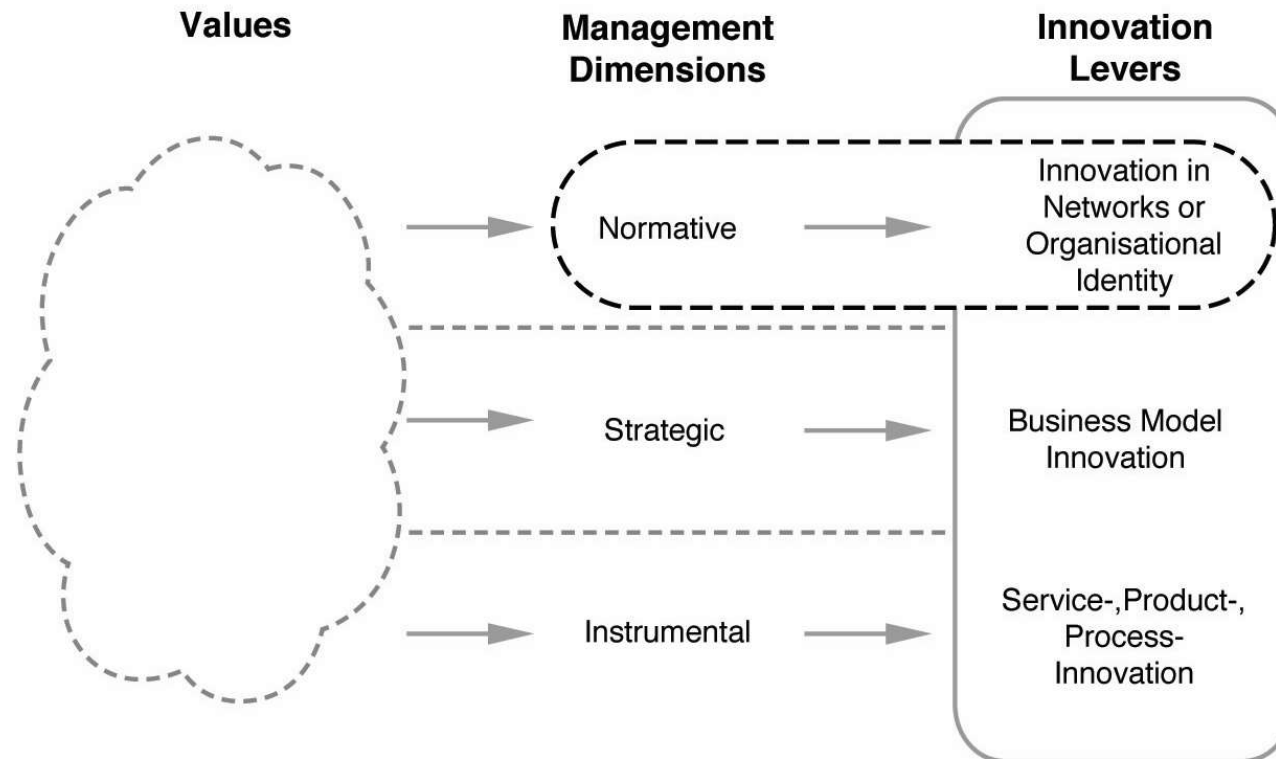 Values
Management
Dimensions
Innovation
Levers
Normative
Innovation in
Networks or
Organisational
Identity
Strategic
Business Model
Innovation
Instrumental
Service-,Product-,
Process-
Innovation